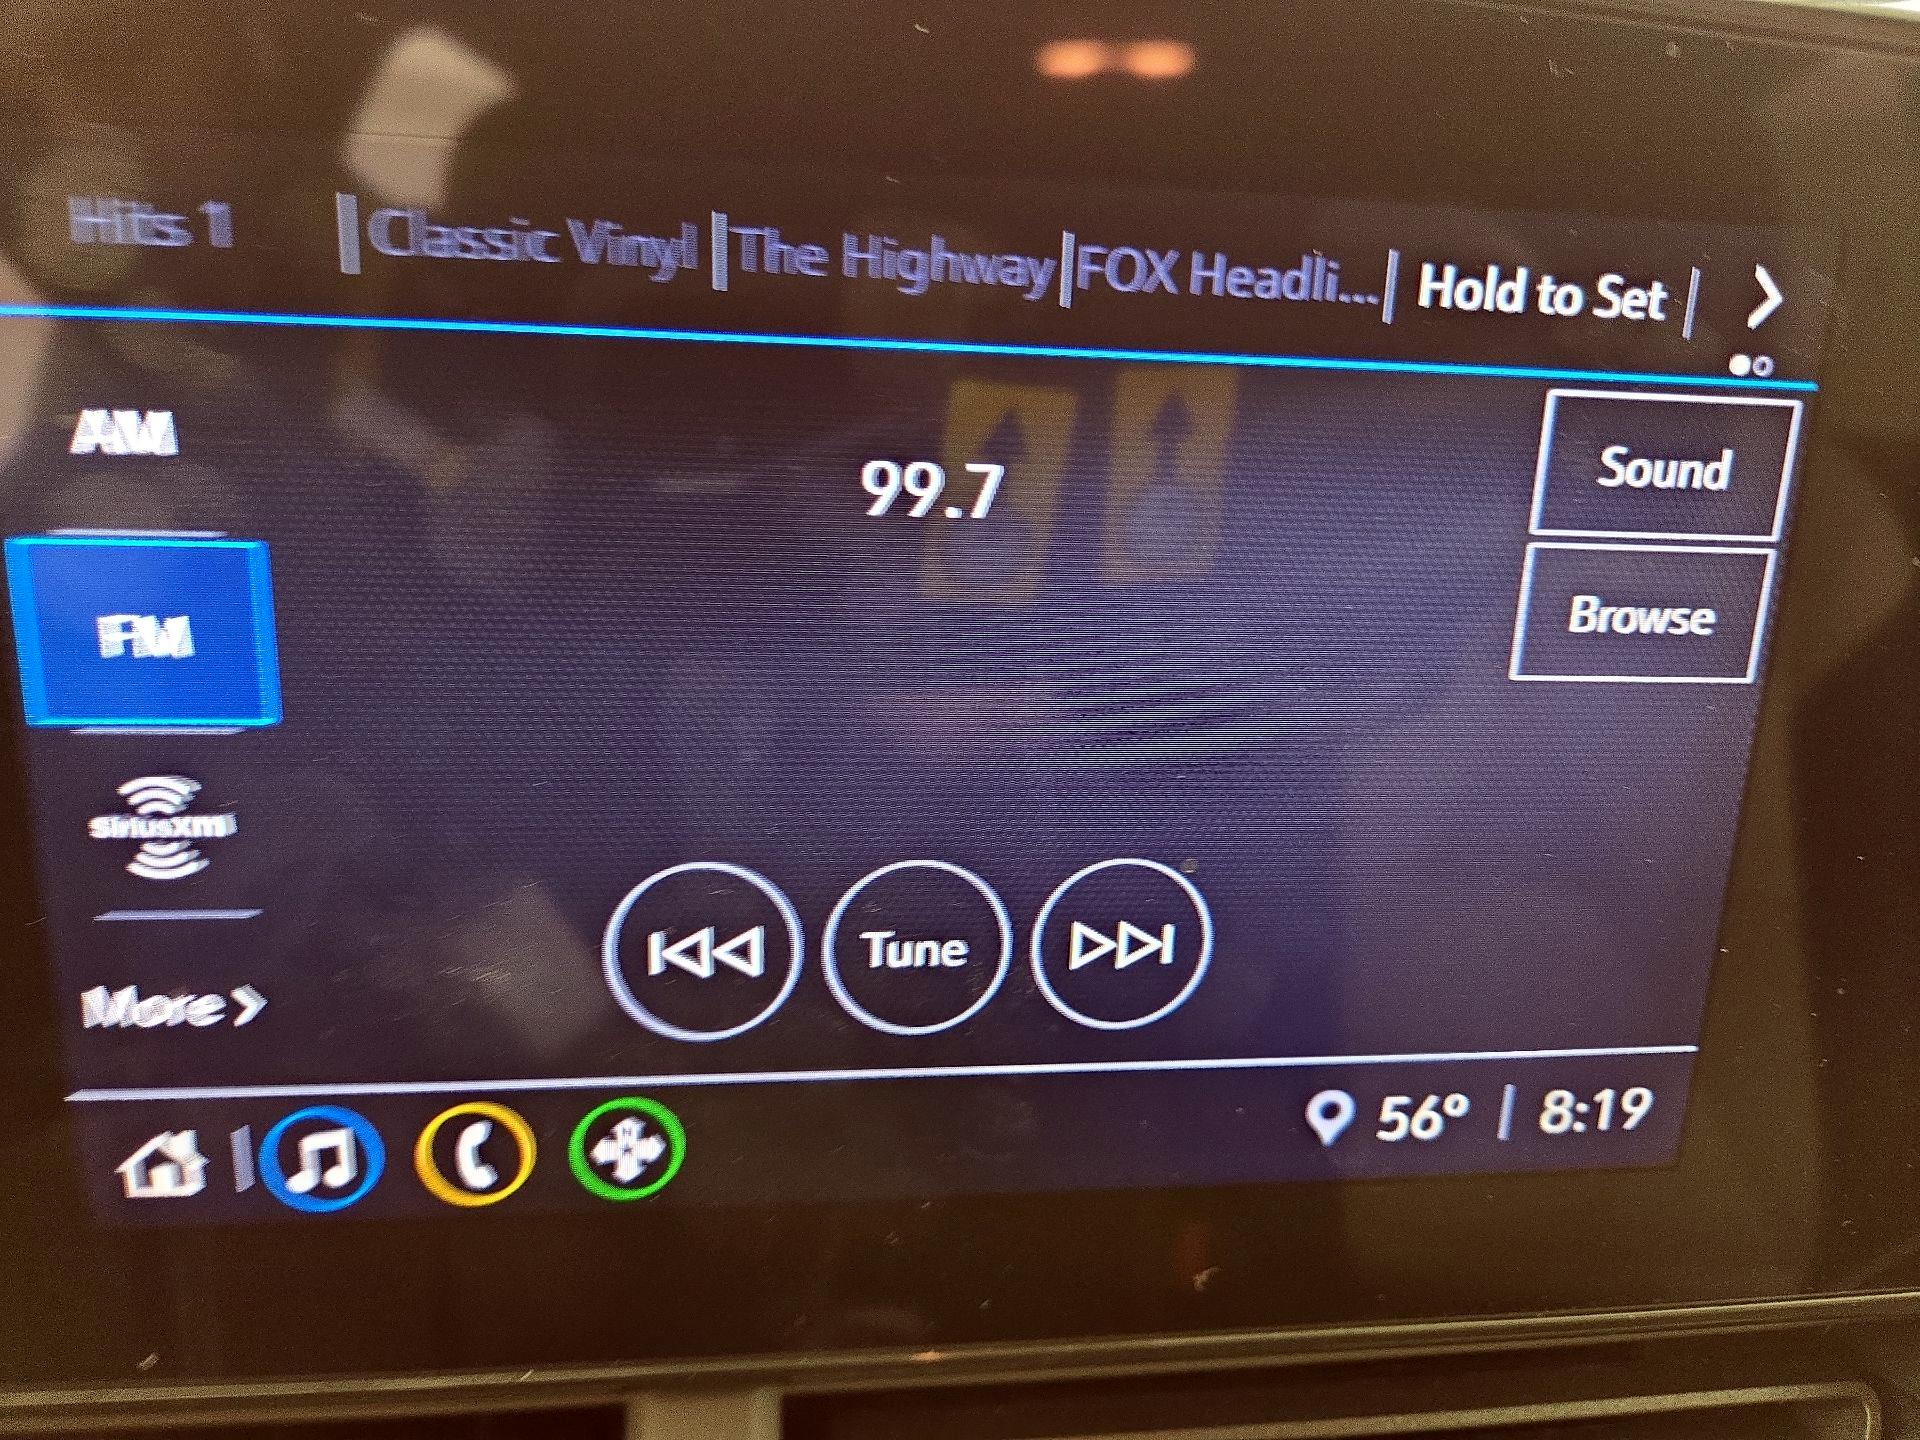 Hits 1 | Classic Vinyl | The Highway | FOX Headli... | Hold to Set |
AM
99.7
Sound
FM
Browse
SiriusXM
Tune
More
56° | 8:19